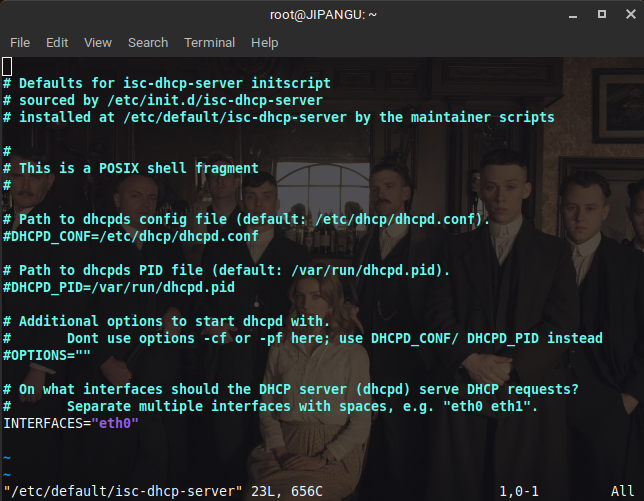 root@JIPANGU: ~
File Edit View Search Terminal Help
# Defaults for isc-dhcp-server initscript
# sourced by /etc/init.d/isc-dhcp-server
# installed at /etc/default/isc-dhcp-server by the maintainer scripts
#
# This is a POSIX shell fragment
#
# Path to dhcpds config file (default: /etc/dhcp/dhcpd.conf).
#DHCPD_CONF=/etc/dhcp/dhcpd.conf
# Path to dhcpds PID file (default: /var/run/dhcpd.pid).
#DHCPD_PID=/var/run/dhcpd.pid
# Additional options to start dhcpd with.
#       Dont use options -cf or -pf here; use DHCPD_CONF/ DHCPD_PID instead
#OPTIONS=""
# On what interfaces should the DHCP server (dhcpd) serve DHCP requests?
#       Separate multiple interfaces with spaces, e.g. "eth0 eth1".
INTERFACES="eth0"
~
~
"/etc/default/isc-dhcp-server" 23L, 656C 1,0-1 All